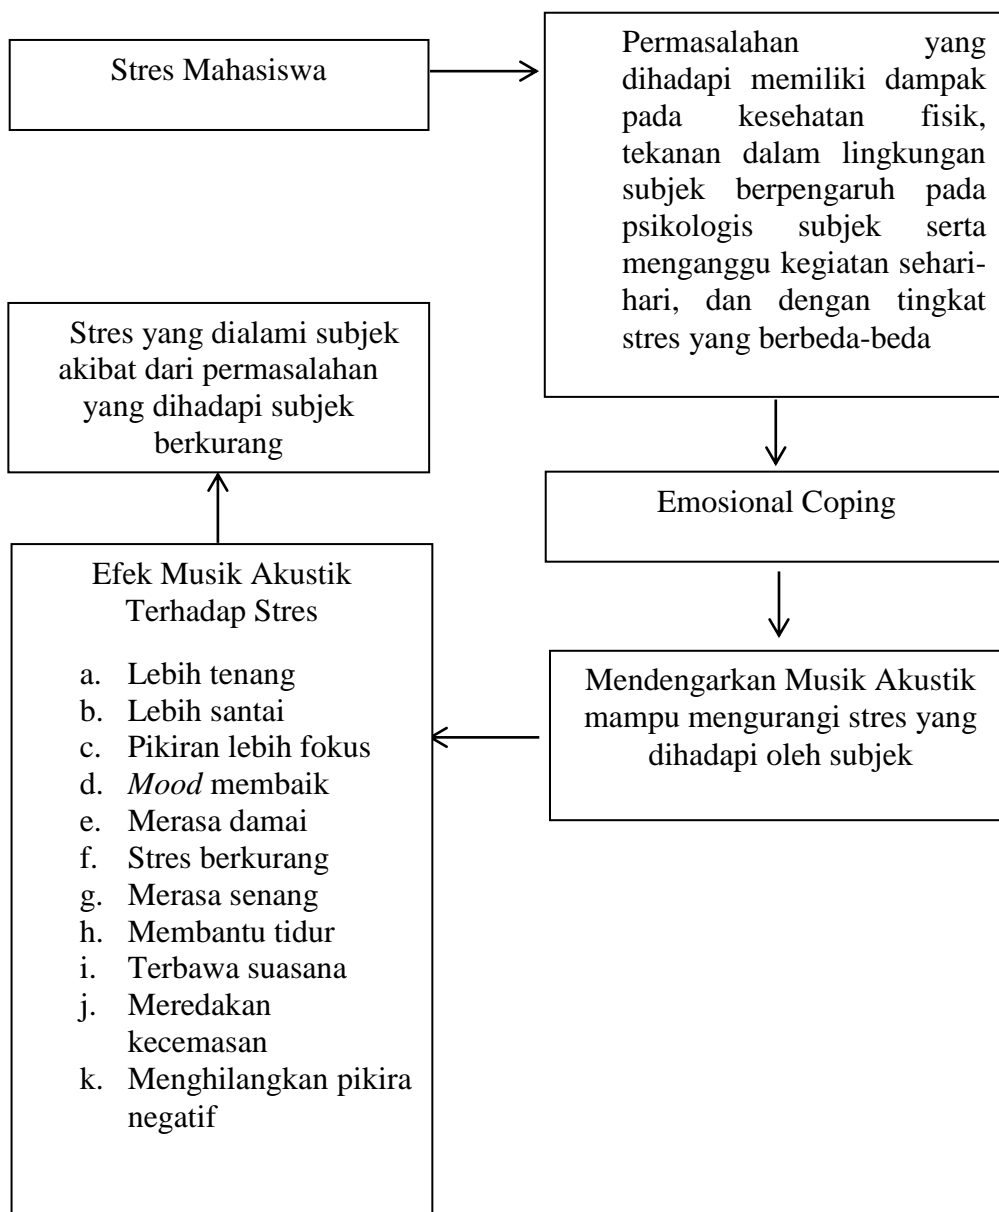 Stres Mahasiswa
Permasalahan yang
dihadapi memiliki dampak
pada kesehatan fisik,
tekanan dalam lingkungan
subjek berpengaruh pada
psikologis subjek serta
menganggu kegiatan sehari-
hari, dan dengan tingkat
stres yang berbeda-beda
Emosional Coping
Mendengarkan Musik Akustik
mampu mengurangi stres yang
dihadapi oleh subjek
Efek Musik Akustik
Terhadap Stres
a. Lebih tenang
b. Lebih santai
c. Pikiran lebih fokus
d. Mood membaik
e. Merasa damai
f. Stres berkurang
g. Merasa senang
h. Membantu tidur
i. Terbawa suasana
j. Meredakan
kecemasan
k. Menghilangkan pikira
negatif
Stres yang dialami subjek
akibat dari permasalahan
yang dihadapi subjek
berkurang